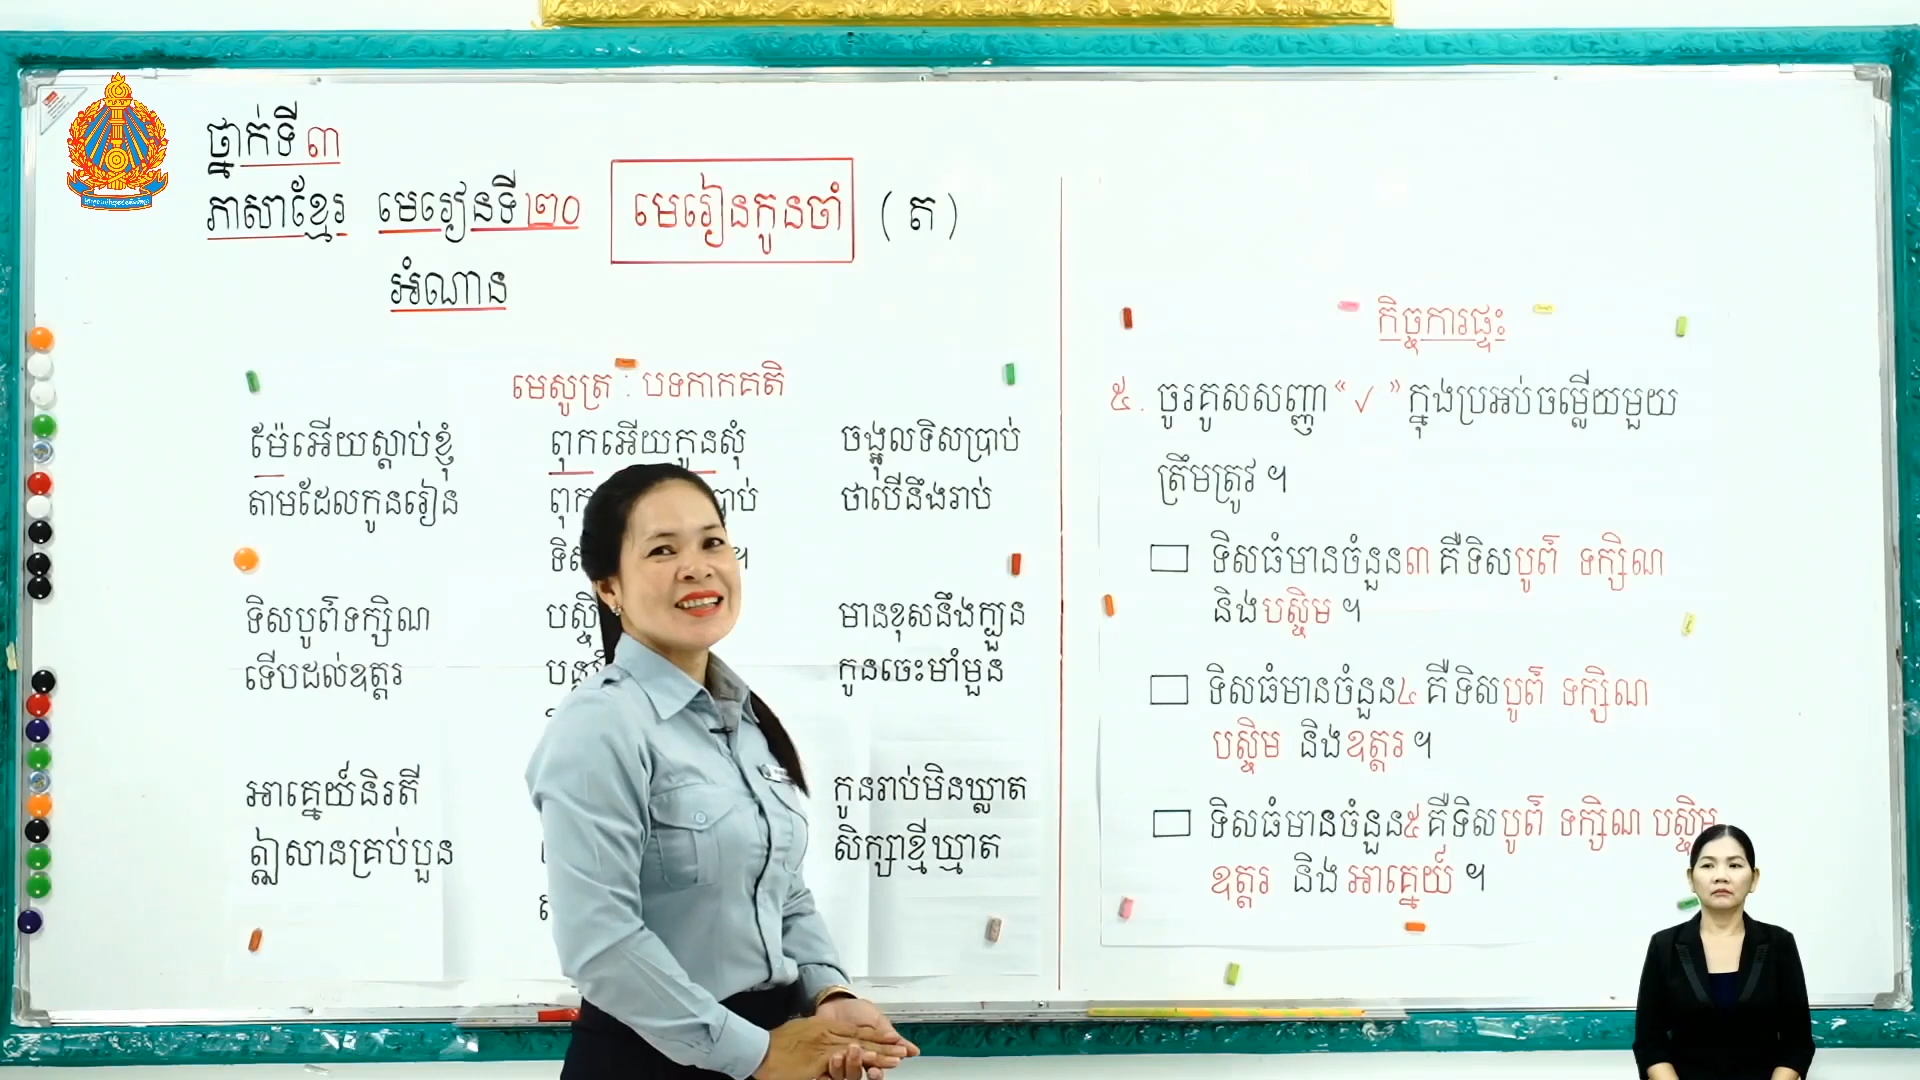 ថ្នាក់ទី ៣
ភាសាខ្មែរ មេរៀនទី ២០ មេរៀនកូនចាំ ( ត )
អំណាន
មេសូត្រ : បទកាកគតិ
ម៉ែអើយស្ដាប់ខ្ញុំ ពុកអើយកូនសុំ ចង្អុលទិសប្រាប់
តាមដែលកូនរៀន ថាបើនឹងរាប់
ទិសបូព៌ទក្សិណ មានខុសនឹងក្បួន
ទើបដល់ឧត្ដរ កូនចេះមាំមួន
អាគ្នេយ៍និរតី កូនរាប់មិនឃ្លាត
ឦសានគ្រប់បួន សិក្សាខ្មីឃ្មាត
កិច្ចការផ្ទះ
៥. ចូរគូសសញ្ញា “ ✓ ” ក្នុងប្រអប់ចម្លើយមួយ
ត្រឹមត្រូវ ។
ទិសធំមានចំនួន៣ គឺទិសបូព៌ ទក្សិណ
និងបស្ចិម ។
ទិសធំមានចំនួន៤ គឺទិសបូព៌ ទក្សិណ
បស្ចិម និងឧត្ដរ ។
ទិសធំមានចំនួន៥ គឺទិសបូព៌ ទក្សិណ បស្ចិម
ឧត្ដរ និងអាគ្នេយ៍ ។